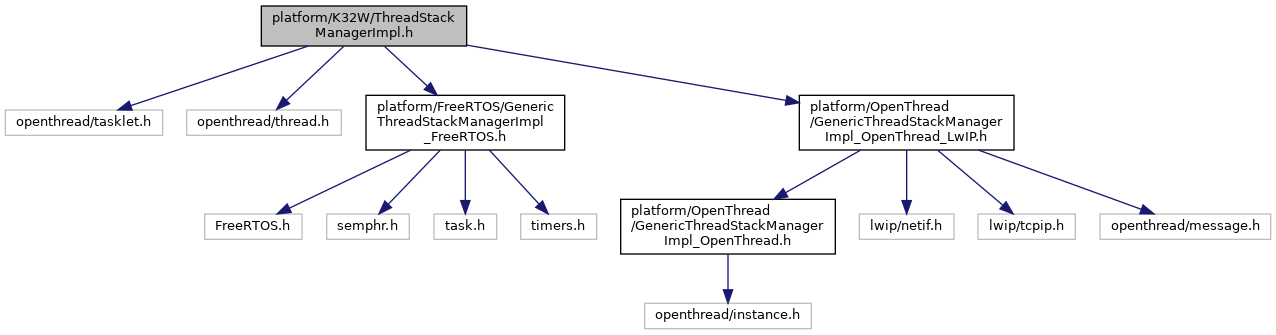 platform/K32W/ThreadStack
ManagerImpl.h
openthread/tasklet.h
openthread/thread.h
platform/FreeRTOS/Generic
ThreadStackManagerImpl
_FreeRTOS.h
platform/OpenThread
/GenericThreadStackManager
Impl_OpenThread_LwIP.h
FreeRTOS.h
semphr.h
task.h
timers.h
platform/OpenThread
/GenericThreadStackManager
Impl_OpenThread.h
lwip/netif.h
lwip/tcpip.h
openthread/message.h
openthread/instance.h